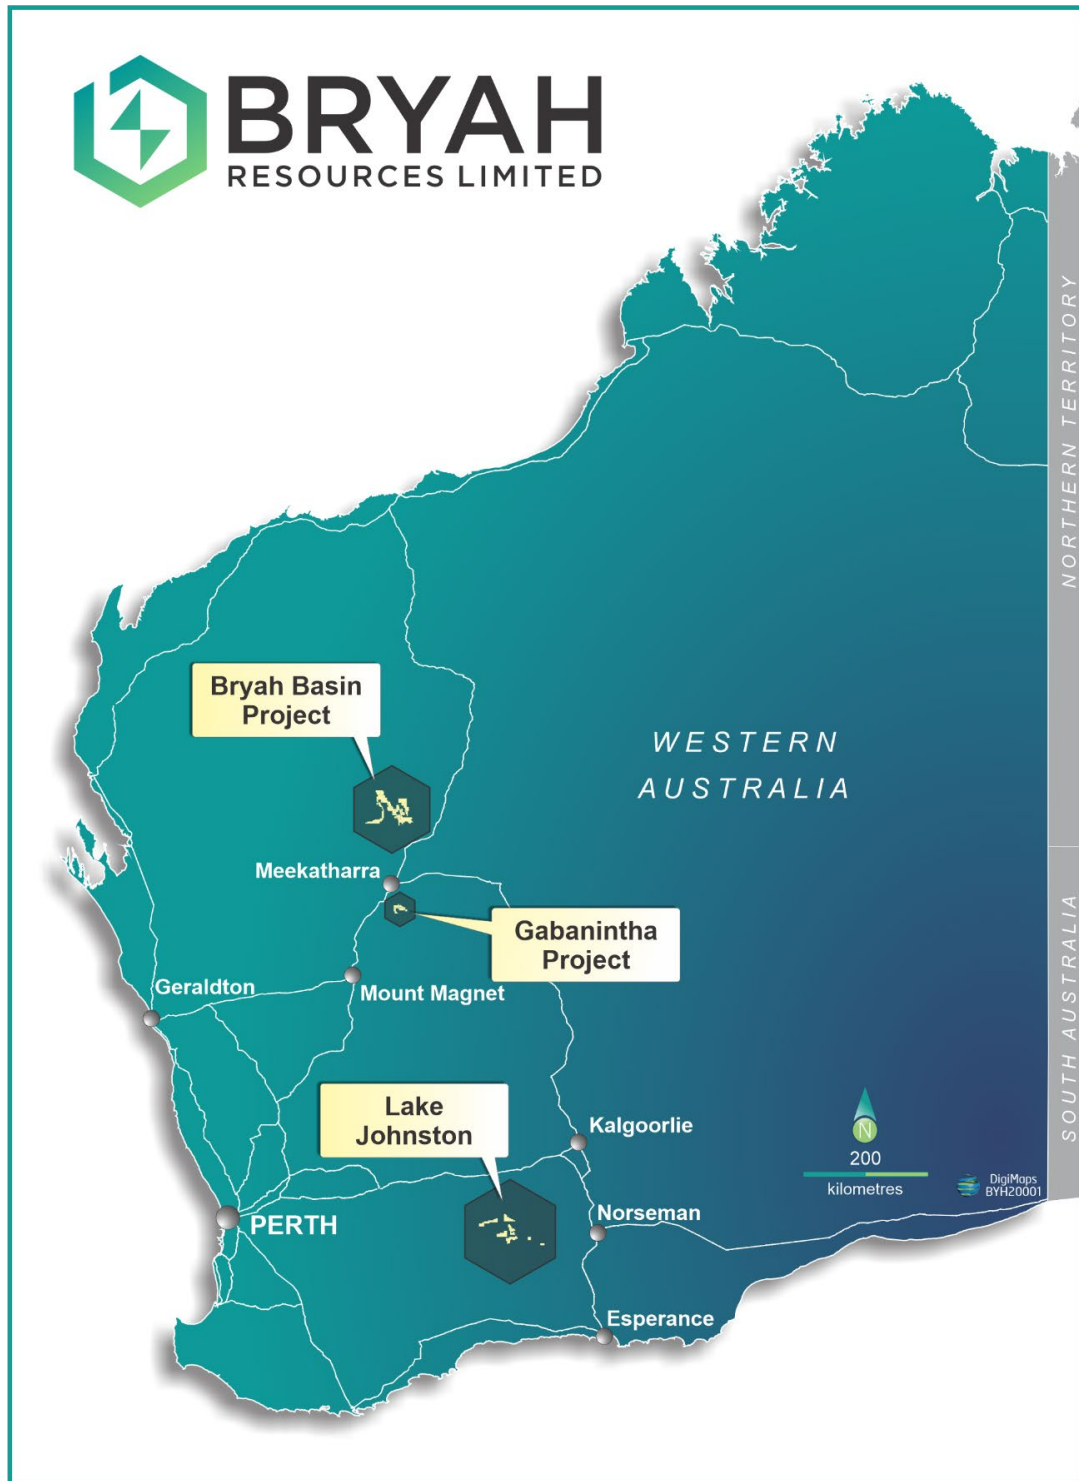 BRYAH
RESOURCES LIMITED
NORTHERN TERRITORY
Bryah Basin
Project
WESTERN
AUSTRALIA
Meekatharra
Gabanintha
Project
Geraldton
Mount Magnet
SOUTH AUSTRALIA
Lake
Johnston
Kalgoorlie
N
200
kilometres
DigiMaps
BYH20001
PERTH
Norseman
Esperance